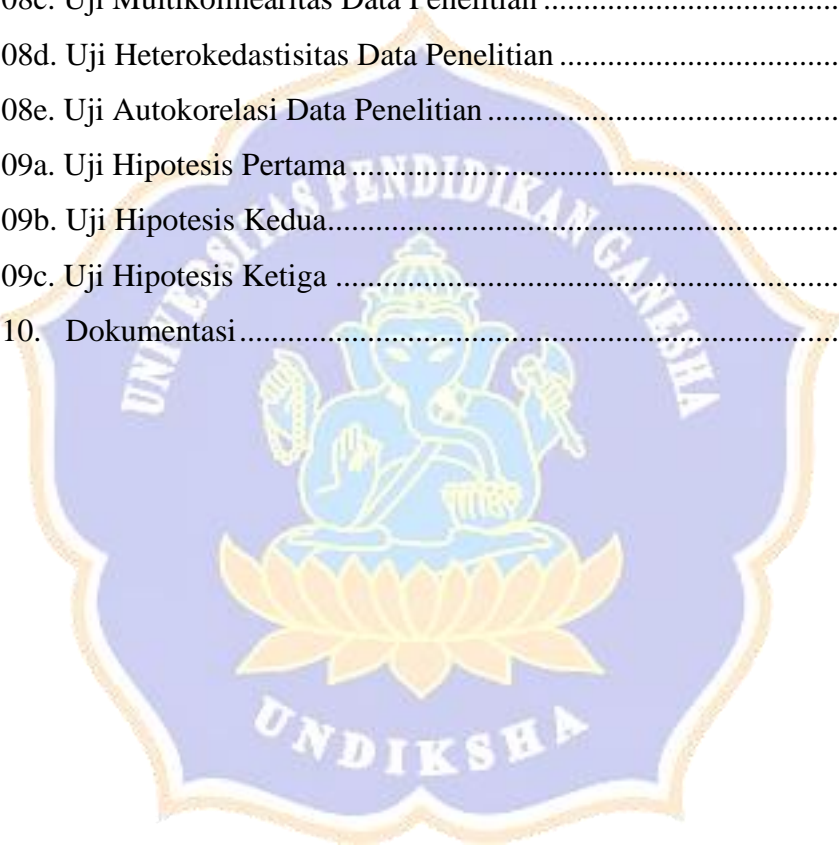 08c. Uji Multikolinearitas Data Penelitian ....................................
08d. Uji Heterokedastisitas Data Penelitian ..................................
08e. Uji Autokorelasi Data Penelitian ...........................................
09a. Uji Hipotesis Pertama ...........................................................
09b. Uji Hipotesis Kedua..............................................................
09c. Uji Hipotesis Ketiga .............................................................
10. Dokumentasi.........................................................................
UNIVERSITAS PENDIDIKAN GANESHA
UNDIKSHA